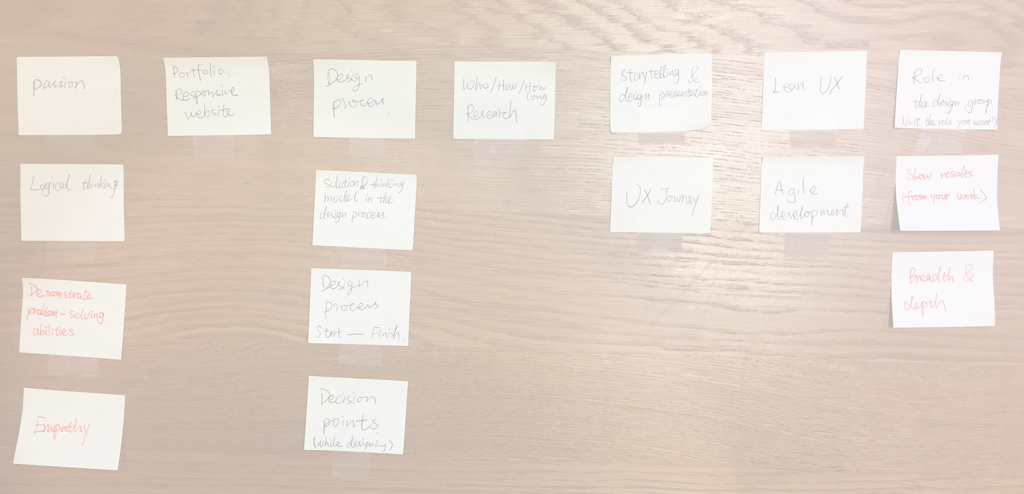 passion
Logical thinking
Demonstrate
problem-solving
abilities
Empathy
Portfolio.
Responsive
website
Design
process.
solution & thinking
model in the
design process.
Design
process
Start — Finish.
Decision
points
(while designing)
Who/How/How long
Research
Storytelling &
design presentation
UX Journey
Lean UX
Agile
development
Role in
the design group
(is it the role you want?)
Show results
(from your work)
Breadth &
depth